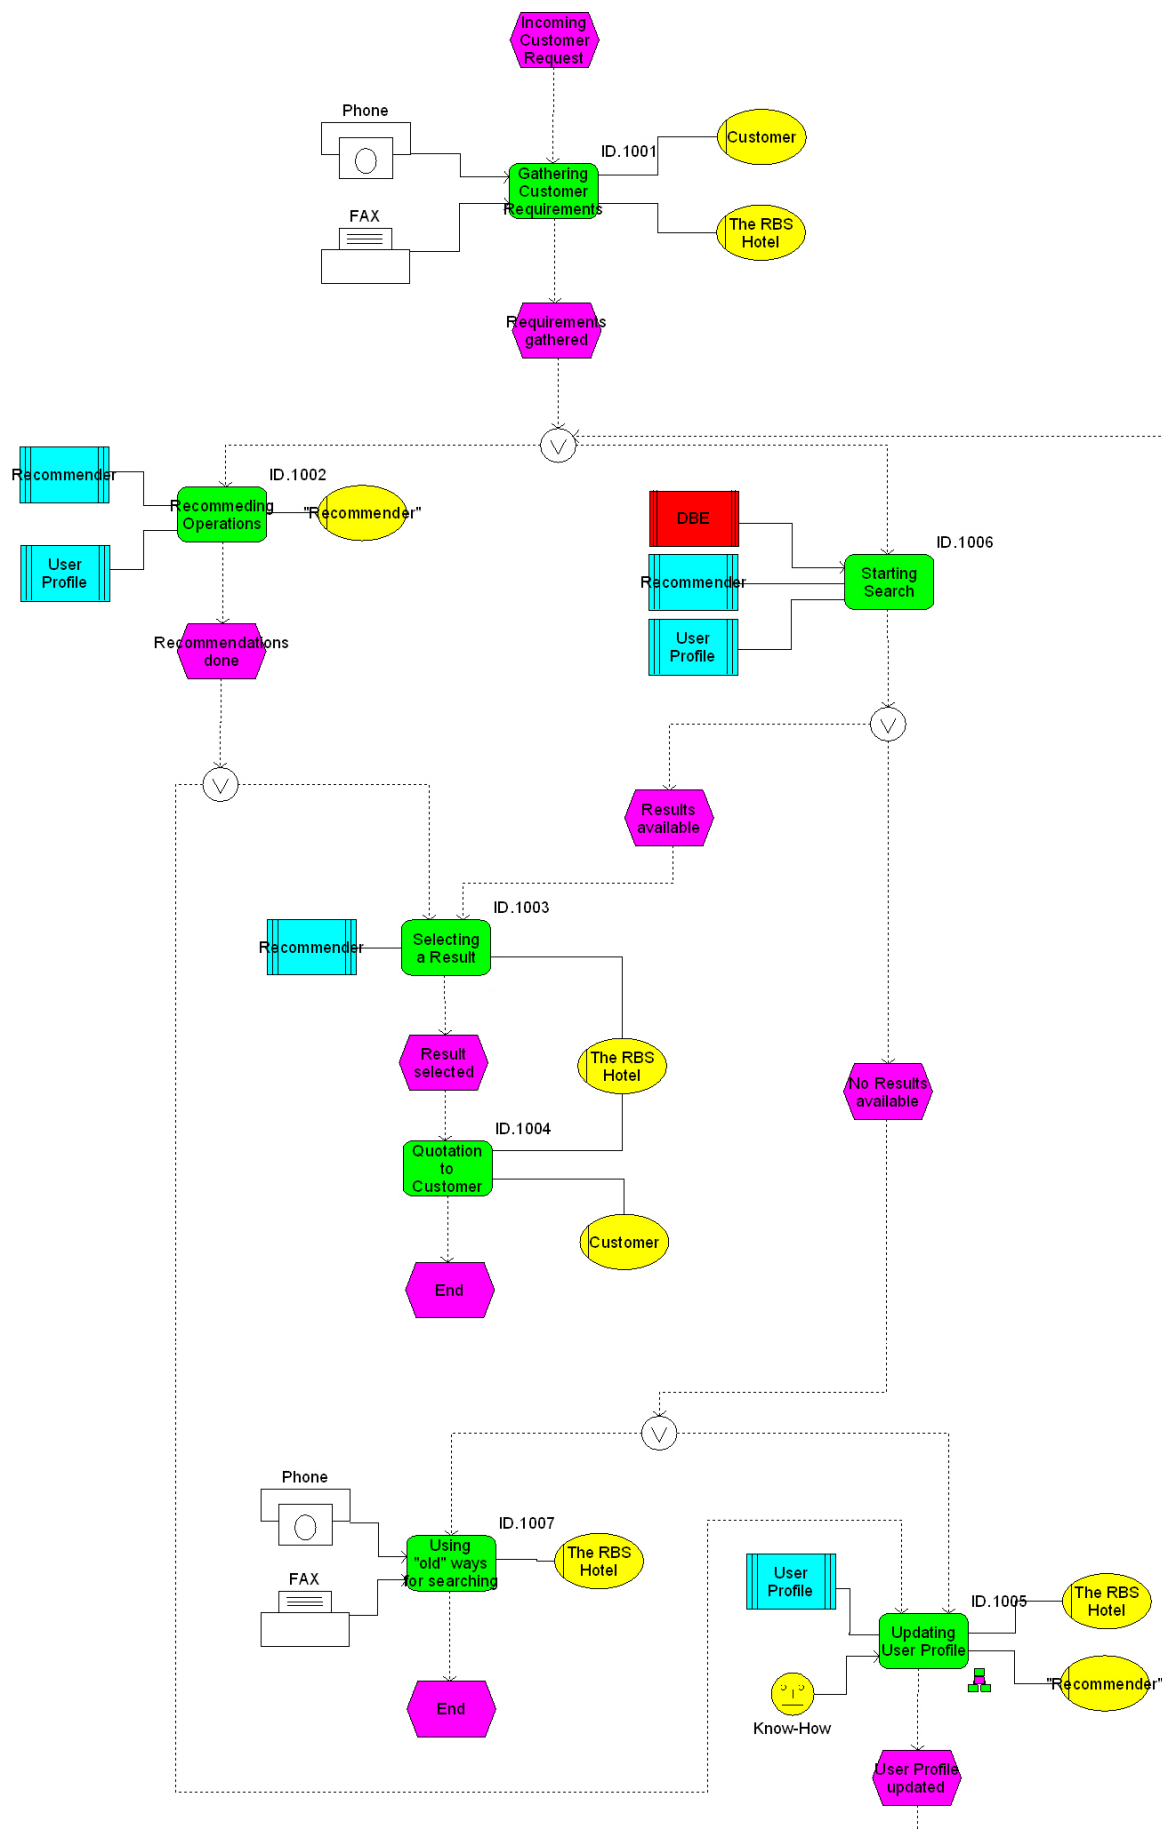 Incoming
Customer
Request
Phone
ID.1001
Customer
Gathering
Customer
Requirements
FAX
The RBS
Hotel
Requirements
gathered
Recommender
ID.1002
Recommeding
Operations
"Recommender"
User
Profile
DBE
ID.1006
Recommender
Starting
Search
User
Profile
Recommendations
done
Results
available
ID.1003
Recommender
Selecting
a Result
Result
selected
The RBS
Hotel
No Results
available
ID.1004
Quotation
to
Customer
Customer
End
Phone
ID.1007
Using
"old" ways
for searching
The RBS
Hotel
FAX
User
Profile
ID.1005
The RBS
Hotel
Updating
User Profile
"Recommender"
Know-How
End
User Profile
updated